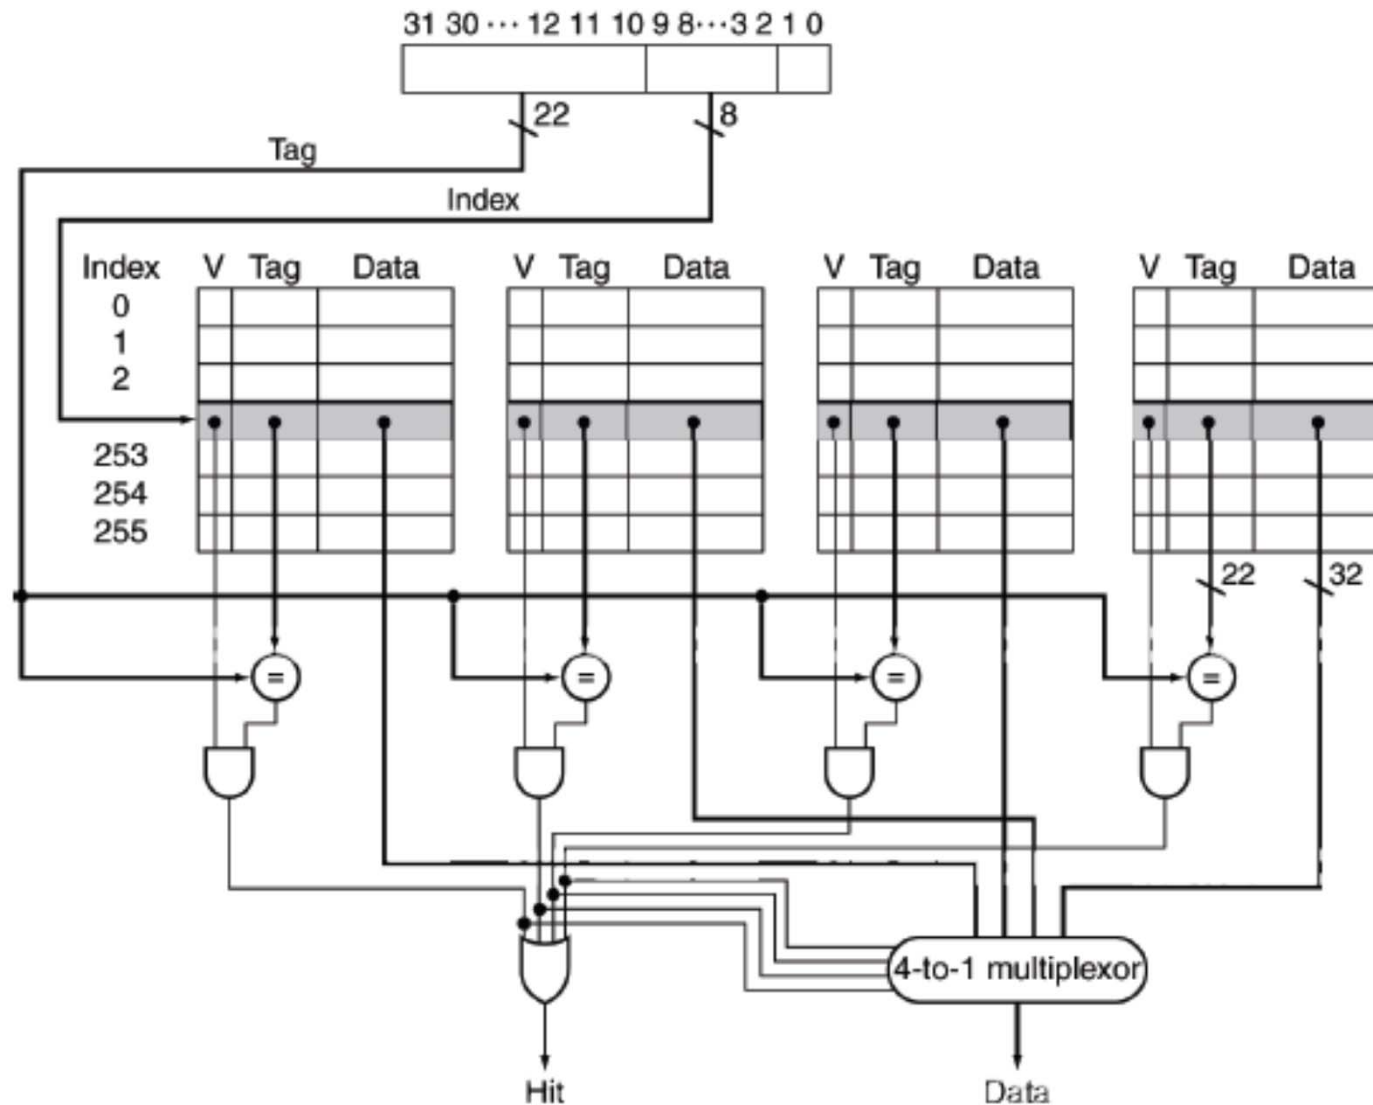 31 30 ··· 12 11 10 9 8···3 2 1 0
22 8
Tag
Index
Index V Tag Data V Tag Data V Tag Data V Tag Data
0
1
2
253
254
255
22 32
= = = =
4-to-1 multiplexor
Hit Data